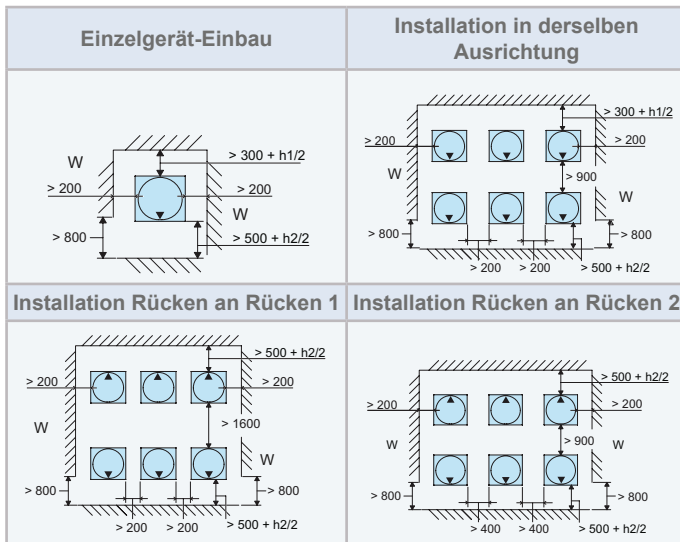 Einzelgerät-Einbau
Installation in derselben
Ausrichtung
W
> 300 + h1/2
> 200
> 200
W
> 800
> 500 + h2/2
> 300 + h1/2
> 200
> 200
W
> 900
W
> 800
> 800
> 200
> 200
> 500 + h2/2
Installation Rücken an Rücken 1
Installation Rücken an Rücken 2
> 500 + h2/2
> 200
> 200
W
> 1600
W
> 800
> 800
> 200
> 200
> 500 + h2/2
> 500 + h2/2
> 200
> 200
W
> 900
W
> 800
> 800
> 400
> 400
> 500 + h2/2